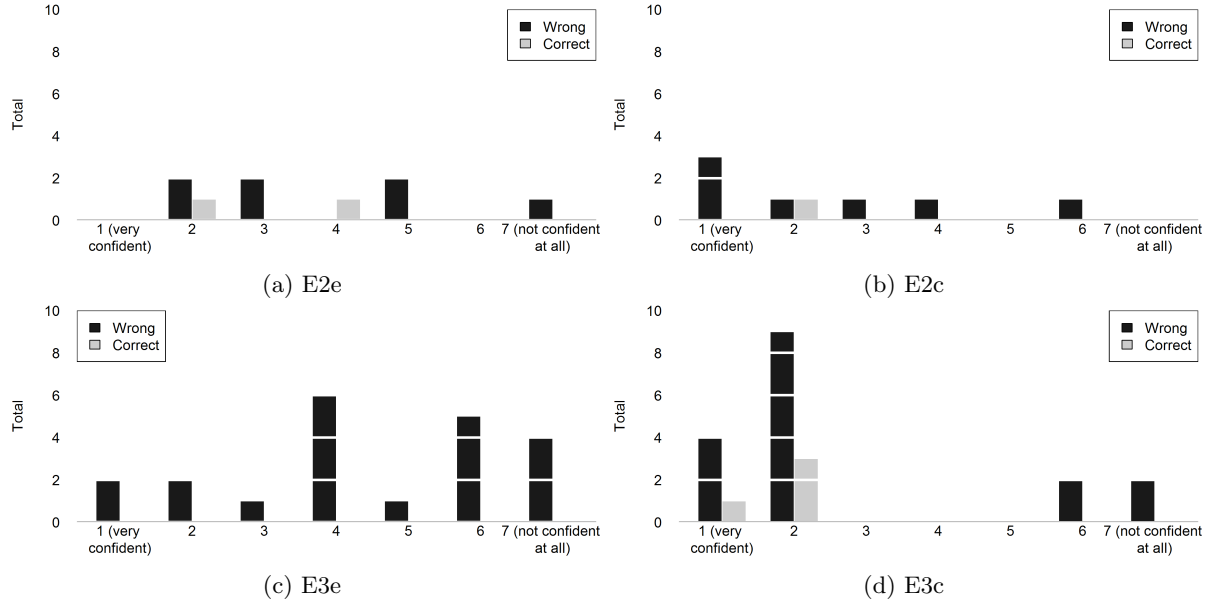 10
8
6
4
2
0
Total
Wrong
Correct
1 (very confident)
2
3
4
5
6
7 (not confident at all)
(a) E2e
10
8
6
4
2
0
Total
Wrong
Correct
1 (very confident)
2
3
4
5
6
7 (not confident at all)
(b) E2c
10
8
6
4
2
0
Total
Wrong
Correct
1 (very confident)
2
3
4
5
6
7 (not confident at all)
(c) E3e
10
8
6
4
2
0
Total
Wrong
Correct
1 (very confident)
2
3
4
5
6
7 (not confident at all)
(d) E3c